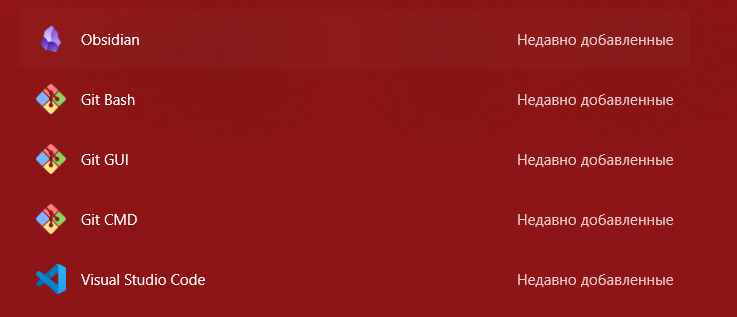 Obsidian Недавно добавленные
Git Bash Недавно добавленные
Git GUI Недавно добавленные
Git CMD Недавно добавленные
Visual Studio Code Недавно добавленные